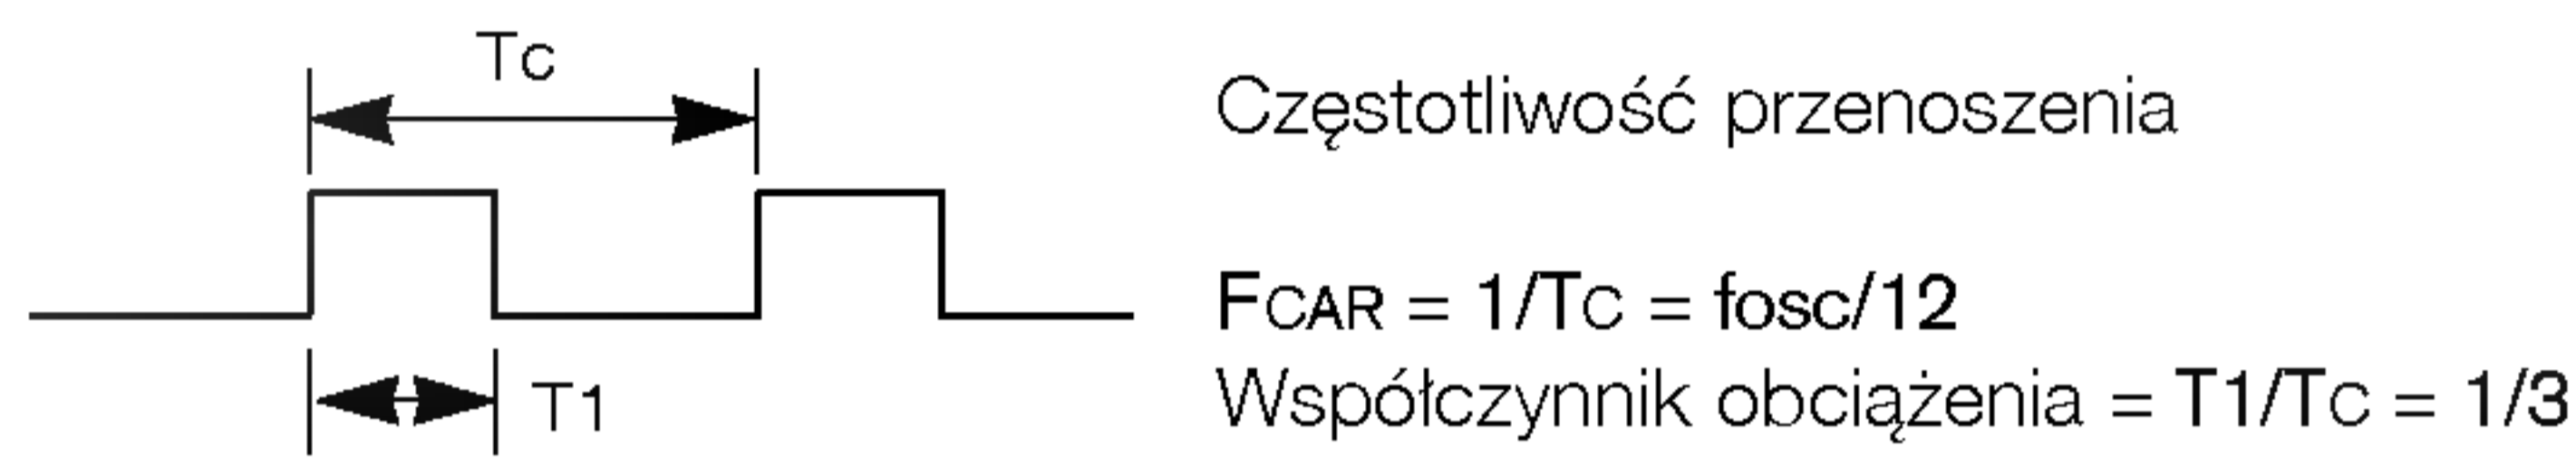 Tc
Częstotliwość przenoszenia
FCAR = 1/Tc = fosc/12
T1
Współczynnik obciążenia = T1/Tc = 1/3